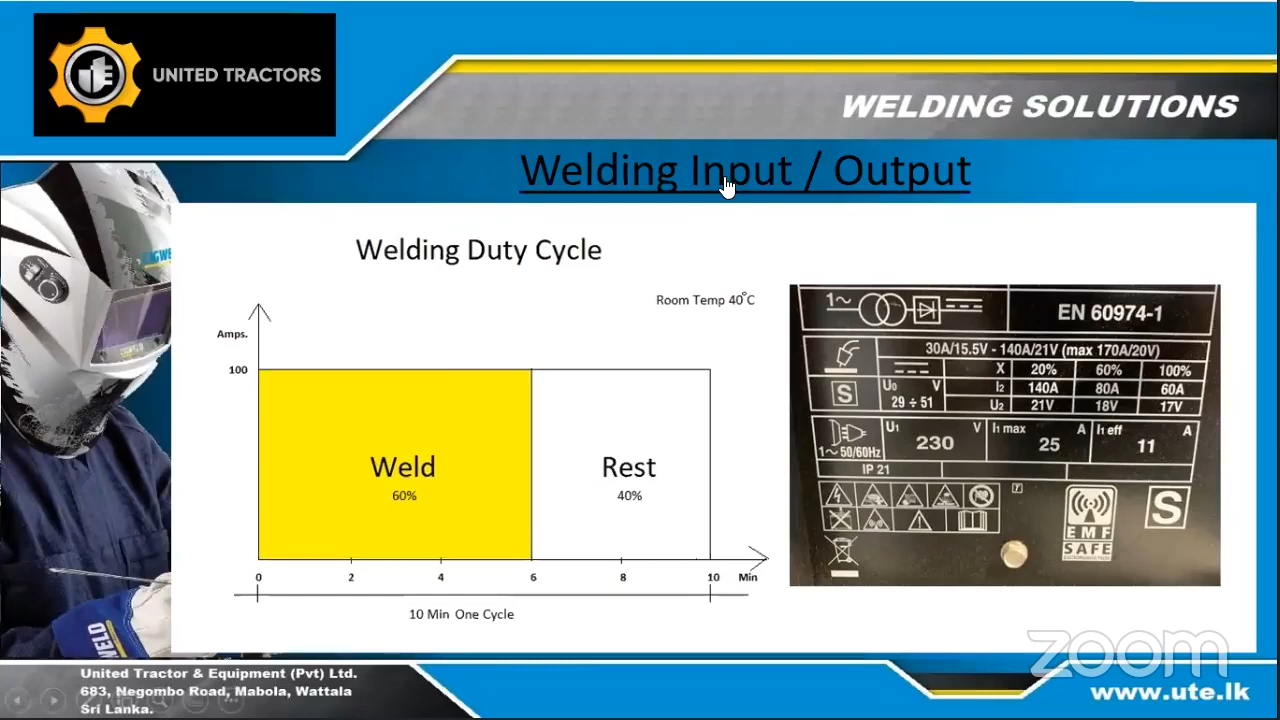 UNITED TRACTORS
WELDING SOLUTIONS
Welding Input / Output
Welding Duty Cycle
Room Temp 40°C
Amps.
100
Weld
60%
Rest
40%
0 2 4 6 8 10 Min
10 Min One Cycle
1~
EN 60974-1
30A/15.5V - 140A/21V (max 170A/20V)
X 20% 60% 100%
S U₀ V I₂ 140A 80A 60A
29 ÷ 51 U₂ 21V 18V 17V
U₁ V I₁ max A I₁ eff A
1~50/60Hz 230 25 11
IP 21
EMF
SAFE
S
WELD
zoom
United Tractor & Equipment (Pvt) Ltd.
683, Negombo Road, Mabola, Wattala
Sri Lanka.
www.ute.lk